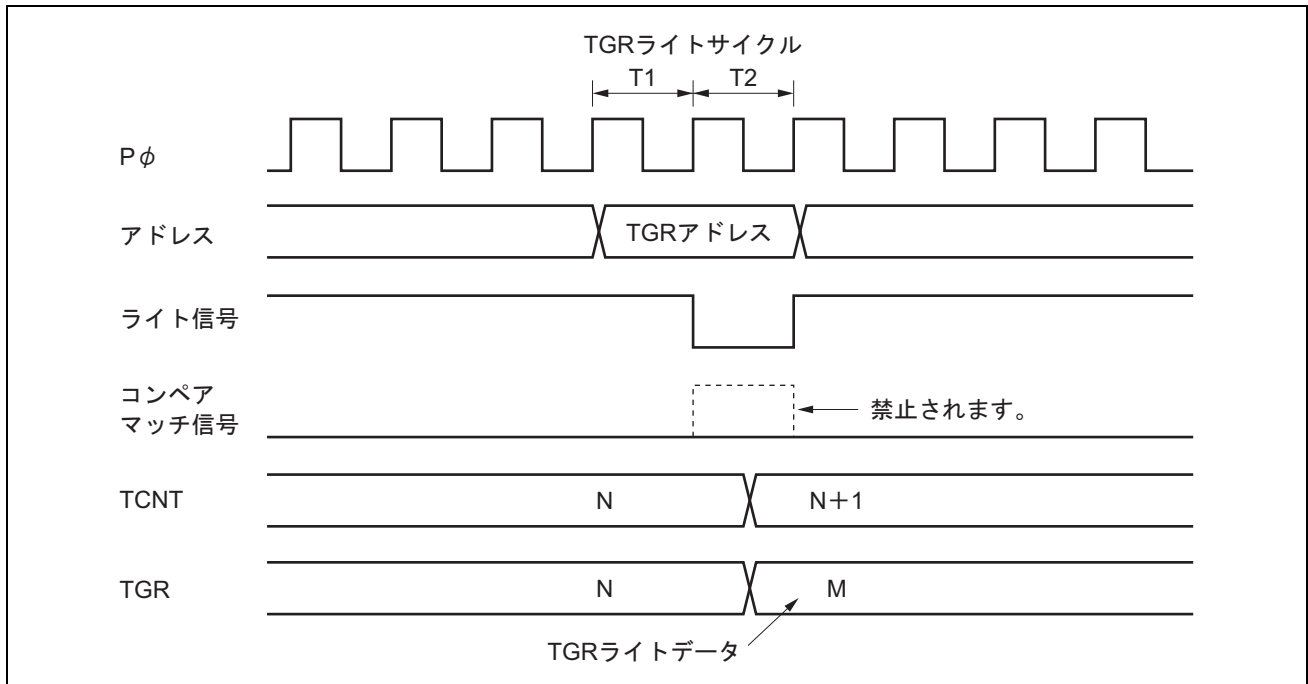 TGRライトサイクル
T1 T2
Pφ
アドレス TGRアドレス
ライト信号
コンペア
マッチ信号 禁止されます。
TCNT N N+1
TGR N M
TGRライトデータ